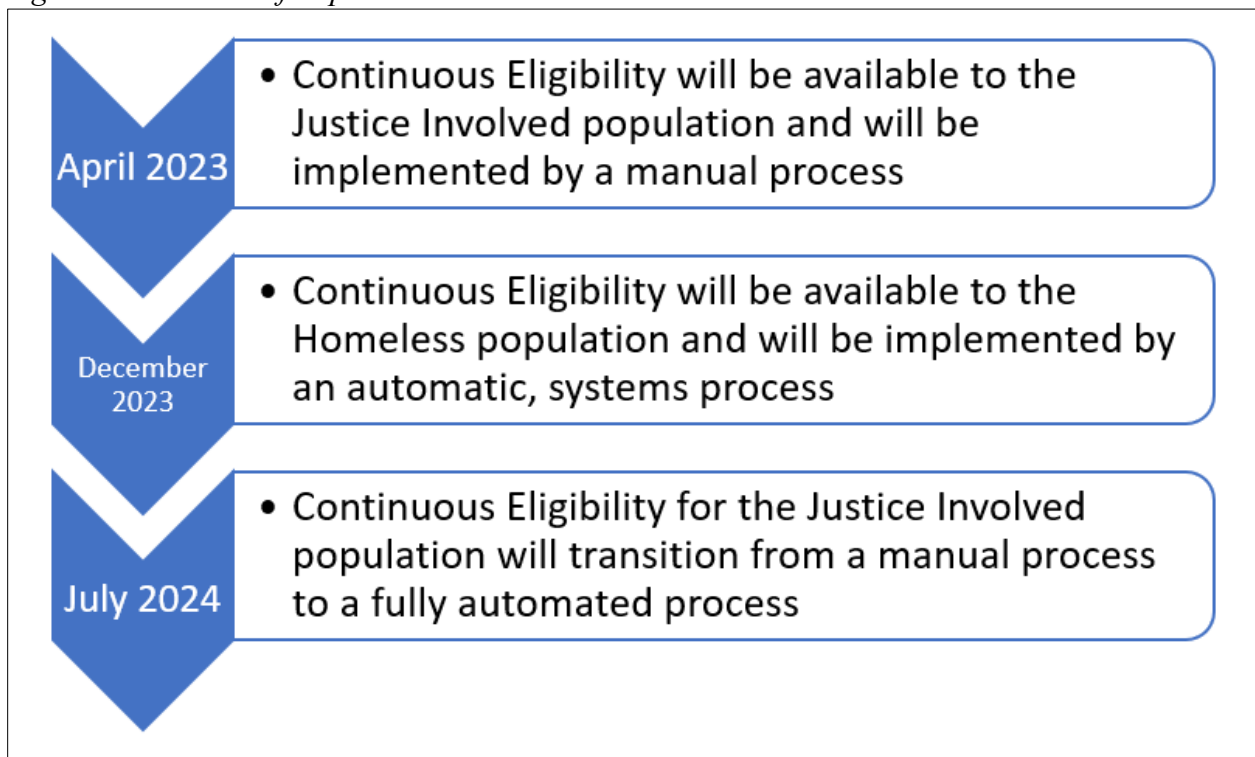 April 2023
• Continuous Eligibility will be available to the
Justice Involved population and will be
implemented by a manual process
December
2023
• Continuous Eligibility will be available to the
Homeless population and will be implemented by
an automatic, systems process
July 2024
• Continuous Eligibility for the Justice Involved
population will transition from a manual process
to a fully automated process